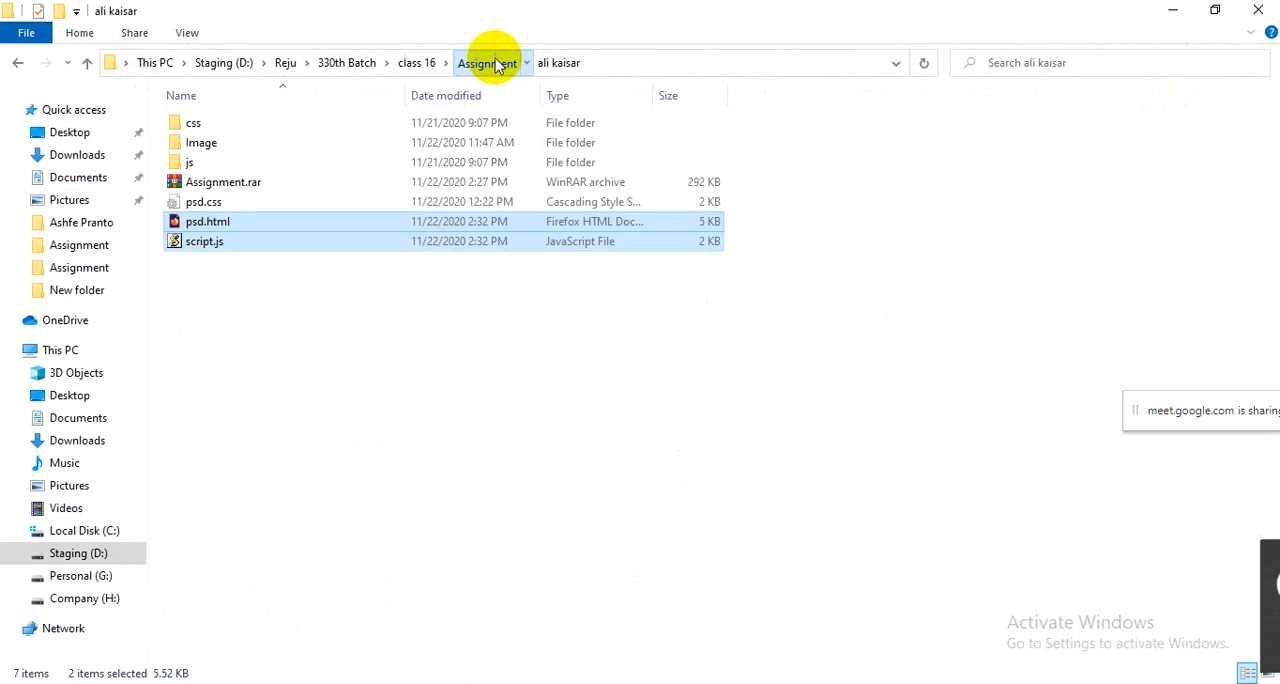 ali kaisar
File Home Share View
This PC Staging (D:) Reju 330th Batch class 16 Assignment ali kaisar
Search ali kaisar
Name Date modified Type Size
css 11/21/2020 9:07 PM File folder
Image 11/22/2020 11:47 AM File folder
js 11/21/2020 9:07 PM File folder
Assignment.rar 11/22/2020 2:27 PM WinRAR archive 292 KB
psd.css 11/22/2020 12:22 PM Cascading Style S... 2 KB
psd.html 11/22/2020 2:32 PM Firefox HTML Doc... 5 KB
script.js 11/22/2020 2:32 PM JavaScript File 2 KB
Quick access
Desktop
Downloads
Documents
Pictures
Ashfe Pranto
Assignment
Assignment
New folder
OneDrive
This PC
3D Objects
Desktop
Documents
Downloads
Music
Pictures
Videos
Local Disk (C:)
Staging (D:)
Personal (G:)
Company (H:)
Network
meet.google.com is sharing
Activate Windows
Go to Settings to activate Windows.
7 items 2 items selected 5.52 KB